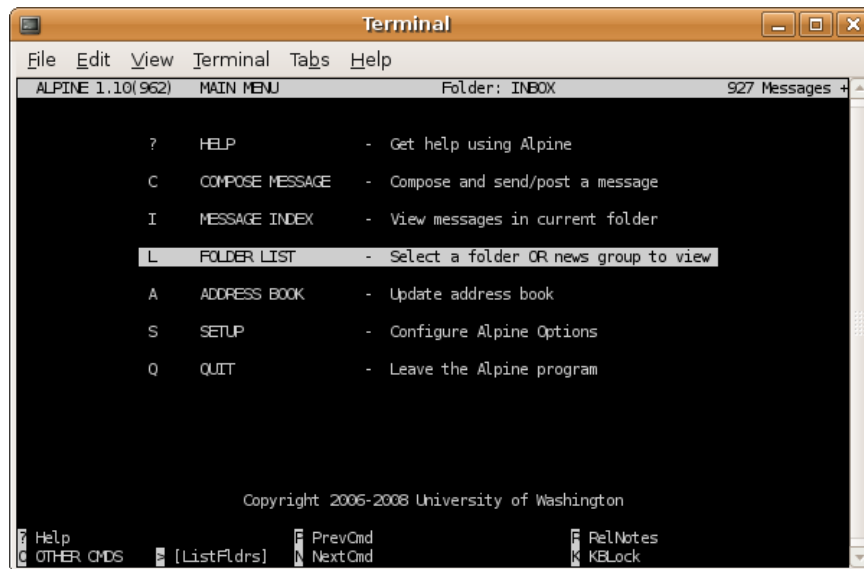 Terminal
File Edit View Terminal Tabs Help
ALPINE 1.10(962) MAIN MENU Folder: INBOX 927 Messages +
? HELP - Get help using Alpine
C COMPOSE MESSAGE - Compose and send/post a message
I MESSAGE INDEX - View messages in current folder
L FOLDER LIST - Select a folder OR news group to view
A ADDRESS BOOK - Update address book
S SETUP - Configure Alpine Options
Q QUIT - Leave the Alpine program
Copyright 2006-2008 University of Washington
? Help P PrevCmd R RelNotes
O OTHER CMDS > [ListFldrs] N NextCmd K KBLock